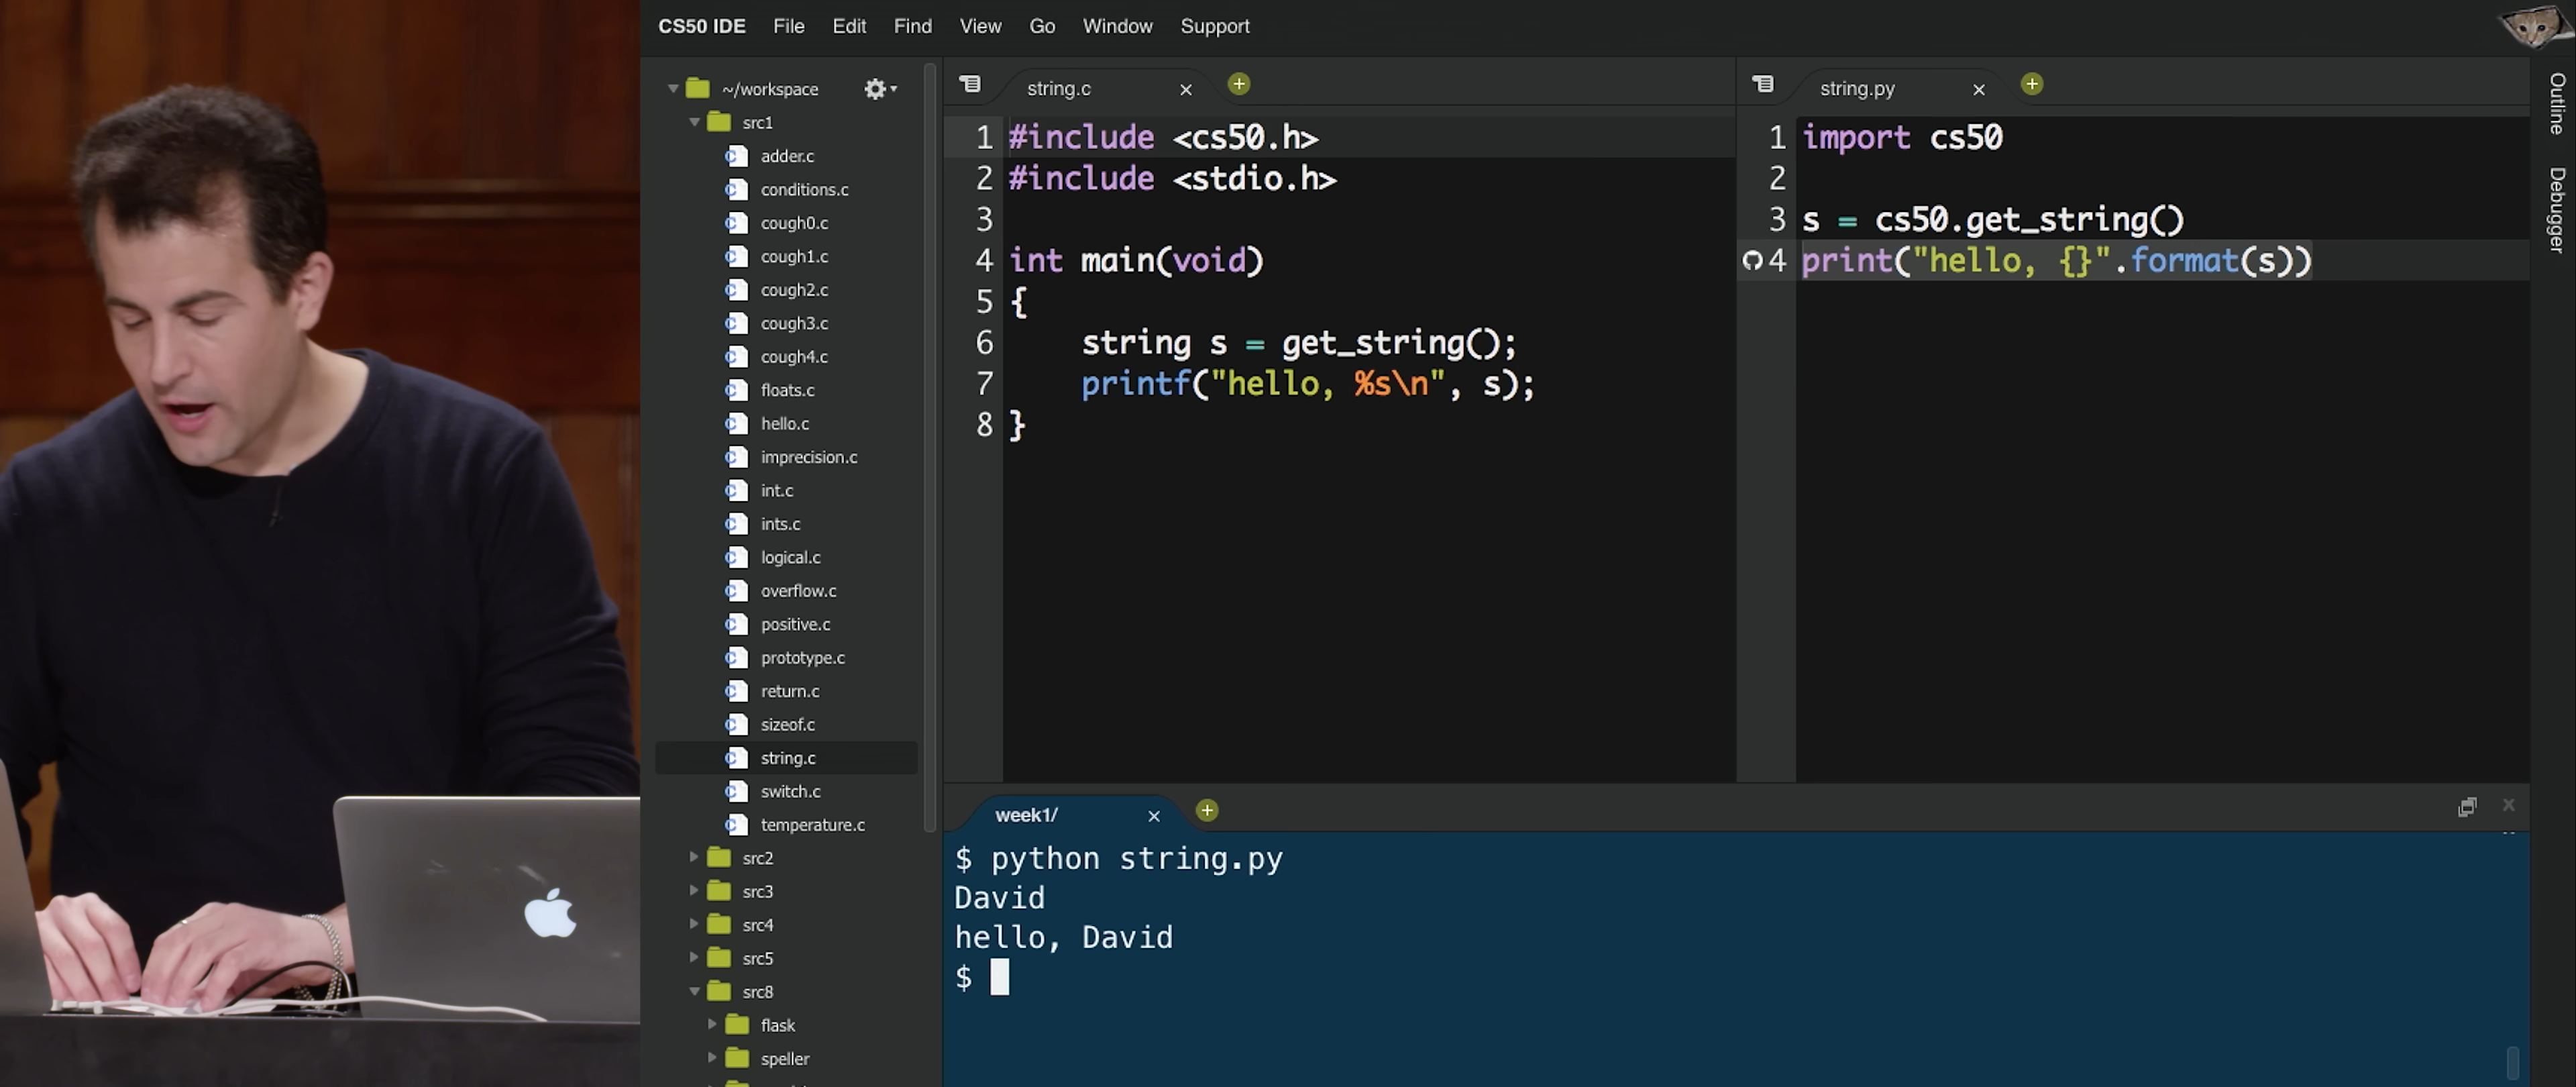 CS50 IDE File Edit Find View Go Window Support
~/workspace
src1
adder.c
conditions.c
cough0.c
cough1.c
cough2.c
cough3.c
cough4.c
floats.c
hello.c
imprecision.c
int.c
ints.c
logical.c
overflow.c
positive.c
prototype.c
return.c
sizeof.c
string.c
switch.c
temperature.c
src2
src3
src4
src5
src8
flask
speller
string.c
1 #include <cs50.h>
2 #include <stdio.h>
3
4 int main(void)
5 {
6 string s = get_string();
7 printf("hello, %s\n", s);
8 }
string.py
1 import cs50
2
3 s = cs50.get_string()
4 print("hello, {}".format(s))
Outline
Debugger
week1/
$ python string.py
David
hello, David
$